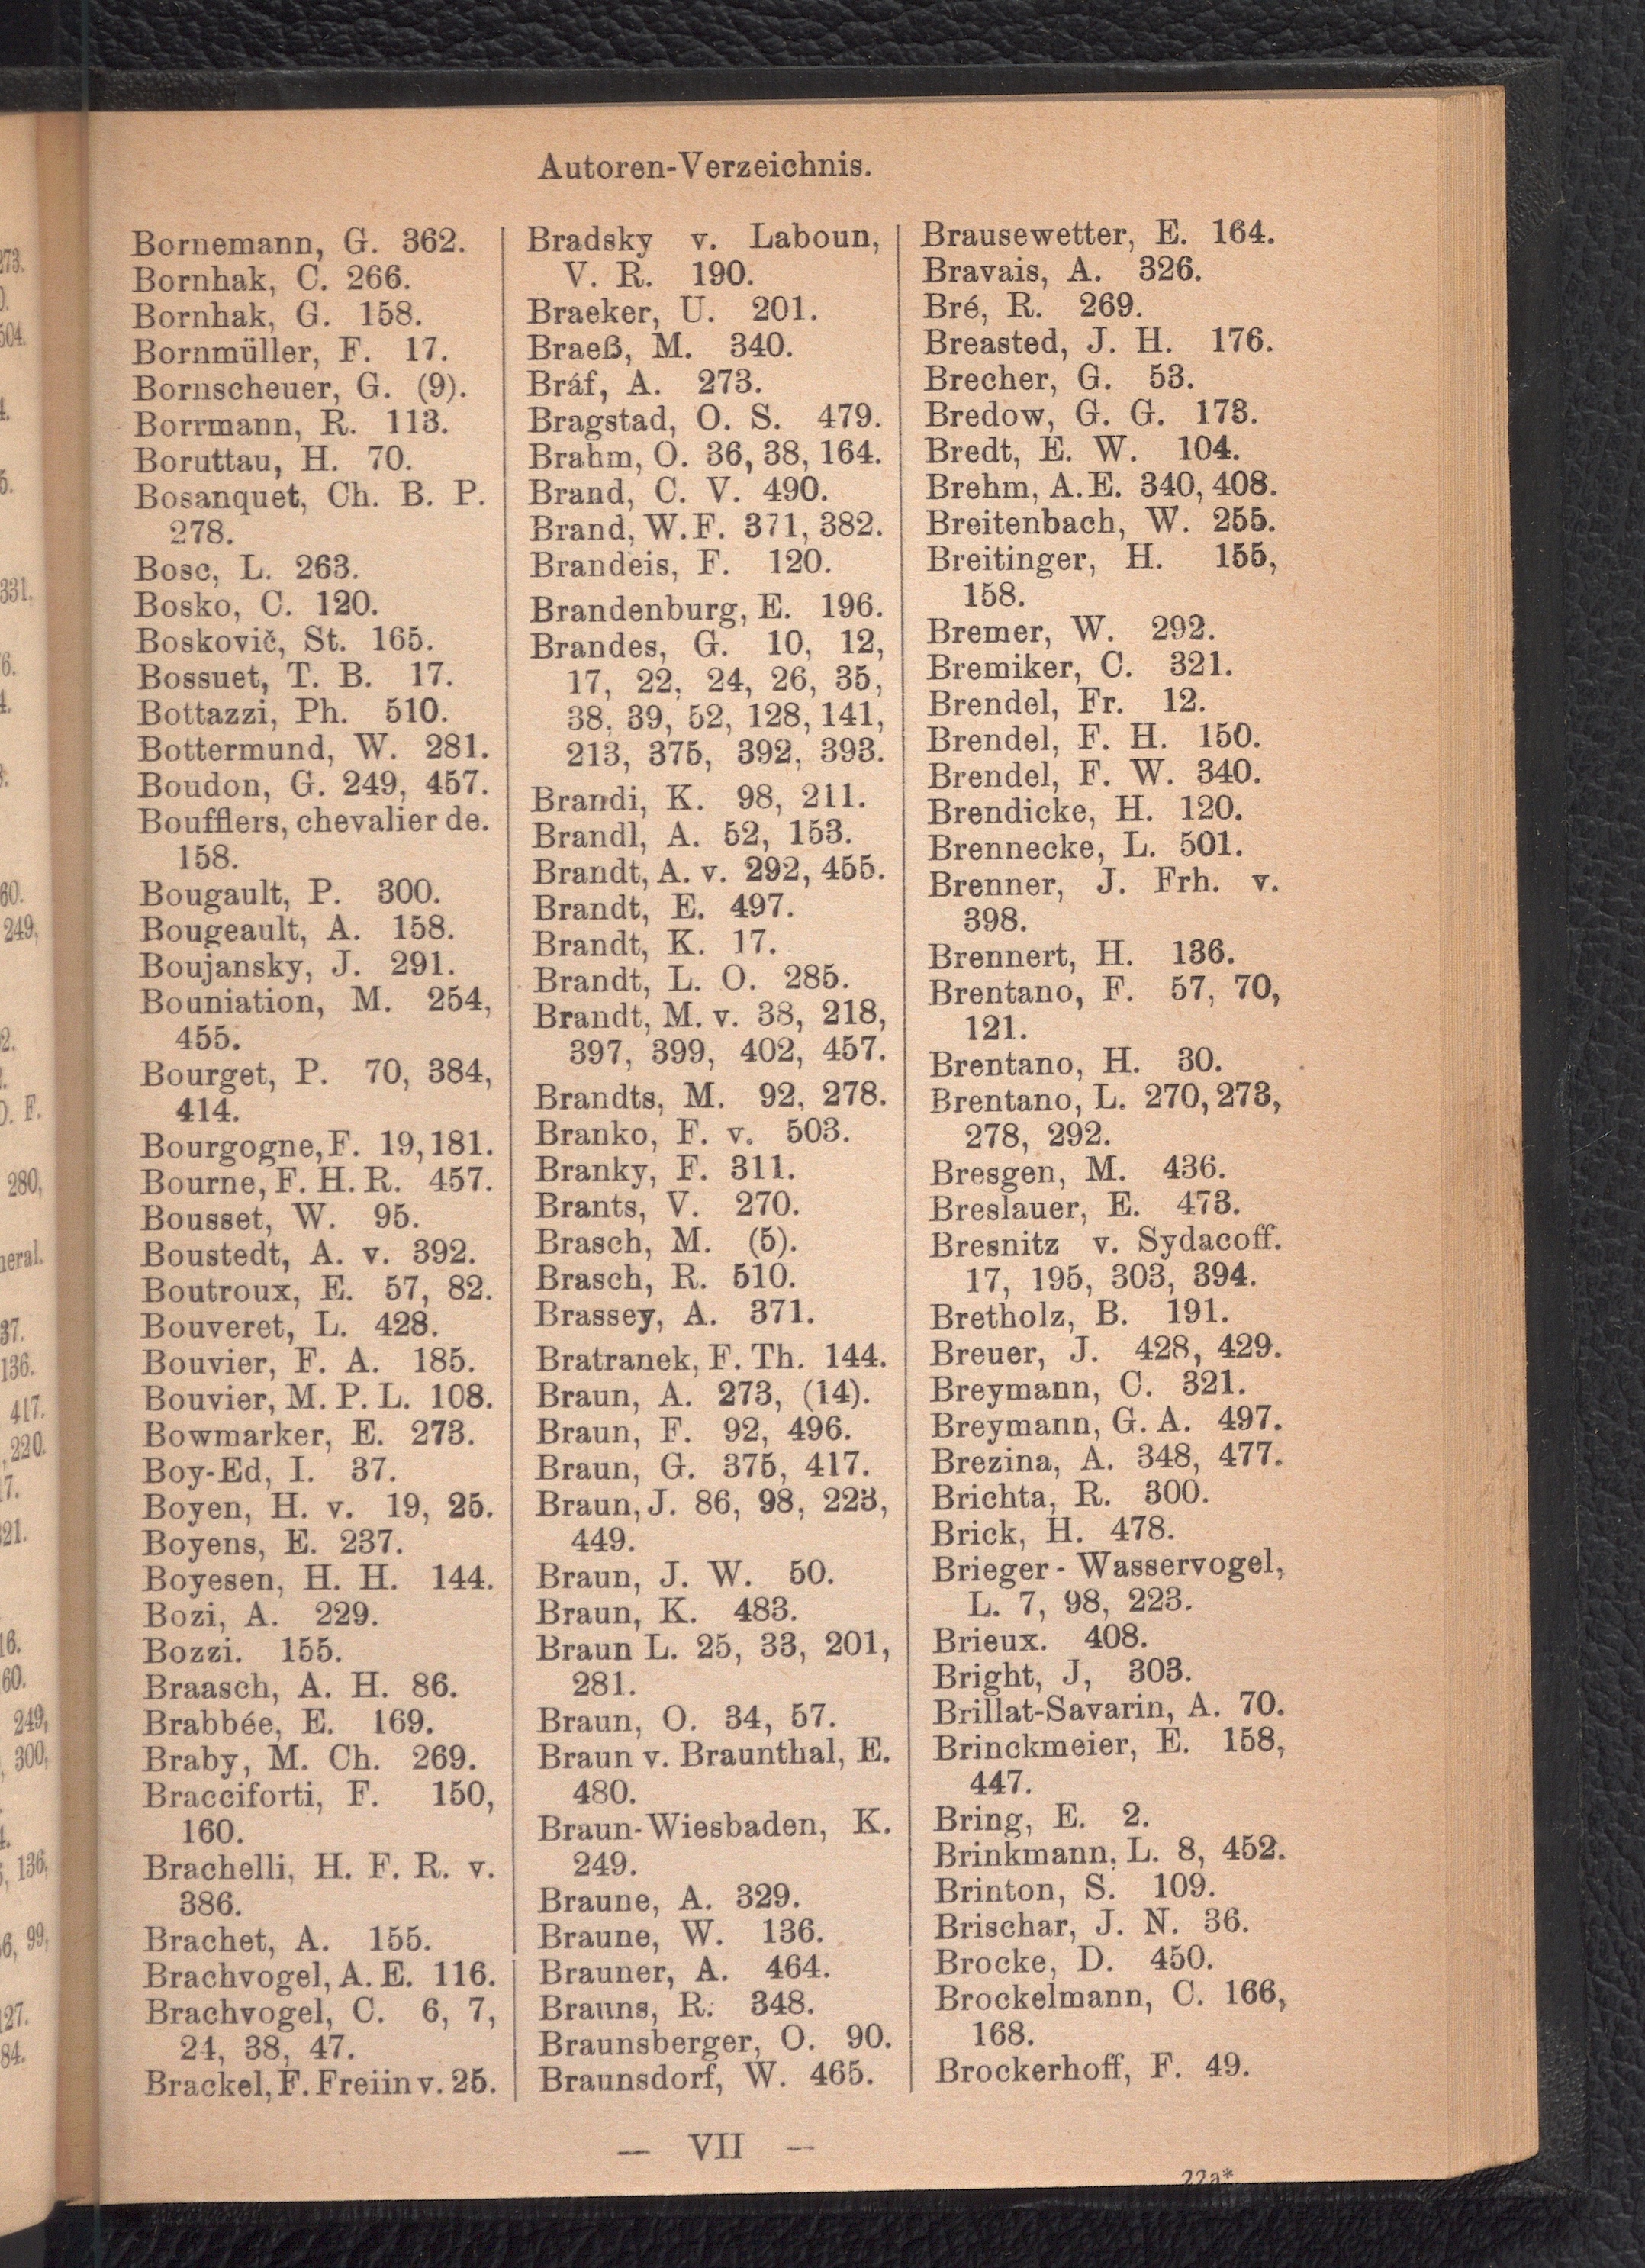 Autoren-Verzeichnis.
Bornemann, G. 362.
Bornhak, C. 266.
Bornhak, G. 158.
Bornmüller, F. 17.
Bornscheuer, G. (9).
Borrmann, R. 113.
Boruttau, H. 70.
Bosanquet, Ch. B. P.
278.
Bosc, L. 263.
Bosko, C. 120.
Boskovič, St. 165.
Bossuet, T. B. 17.
Bottazzi, Ph. 510.
Bottermund, W. 281.
Boudon, G. 249, 457.
Boufflers, chevalier de.
158.
Bougault, P. 300.
Bougeault, A. 158.
Boujansky, J. 291.
Bouniation, M. 254,
455.
Bourget, P. 70, 384,
414.
Bourgogne, F. 19, 181.
Bourne, F. H. R. 457.
Bousset, W. 95.
Boustedt, A. v. 392.
Boutroux, E. 57, 82.
Bouveret, L. 428.
Bouvier, F. A. 185.
Bouvier, M. P. L. 108.
Bowmarker, E. 273.
Boy-Ed, I. 37.
Boyen, H. v. 19, 25.
Boyens, E. 237.
Boyesen, H. H. 144.
Bozi, A. 229.
Bozzi. 155.
Braasch, A. H. 86.
Brabbée, E. 169.
Braby, M. Ch. 269.
Bracciforti, F. 150,
160.
Brachelli, H. F. R. v.
386.
Brachet, A. 155.
Brachvogel, A. E. 116.
Brachvogel, C. 6, 7,
24, 38, 47.
Brackel, F. Freiin v. 25.
Bradsky v. Laboun,
V. R. 190.
Braeker, U. 201.
Braeß, M. 340.
Bráf, A. 273.
Bragstad, O. S. 479.
Brahm, O. 36, 38, 164.
Brand, C. V. 490.
Brand, W. F. 371, 382.
Brandeis, F. 120.
Brandenburg, E. 196.
Brandes, G. 10, 12,
17, 22, 24, 26, 35,
38, 39, 52, 128, 141,
213, 375, 392, 393.
Brandi, K. 98, 211.
Brandl, A. 52, 153.
Brandt, A. v. 292, 455.
Brandt, E. 497.
Brandt, K. 17.
Brandt, L. O. 285.
Brandt, M. v. 38, 218,
397, 399, 402, 457.
Brandts, M. 92, 278.
Branko, F. v. 503.
Branky, F. 311.
Brants, V. 270.
Brasch, M. (5).
Brasch, R. 510.
Brassey, A. 371.
Bratranek, F. Th. 144.
Braun, A. 273, (14).
Braun, F. 92, 496.
Braun, G. 375, 417.
Braun, J. 86, 98, 223,
449.
Braun, J. W. 50.
Braun, K. 483.
Braun L. 25, 33, 201,
281.
Braun, O. 34, 57.
Braun v. Braunthal, E.
480.
Braun-Wiesbaden, K.
249.
Braune, A. 329.
Braune, W. 136.
Brauner, A. 464.
Brauns, R. 348.
Braunsberger, O. 90.
Braunsdorf, W. 465.
Brausewetter, E. 164.
Bravais, A. 326.
Bré, R. 269.
Breasted, J. H. 176.
Brecher, G. 53.
Bredow, G. G. 173.
Bredt, E. W. 104.
Brehm, A. E. 340, 408.
Breitenbach, W. 255.
Breitinger, H. 155,
158.
Bremer, W. 292.
Bremiker, C. 321.
Brendel, Fr. 12.
Brendel, F. H. 150.
Brendel, F. W. 340.
Brendicke, H. 120.
Brennecke, L. 501.
Brenner, J. Frh. v.
398.
Brennert, H. 136.
Brentano, F. 57, 70,
121.
Brentano, H. 30.
Brentano, L. 270, 273,
278, 292.
Bresgen, M. 436.
Breslauer, E. 473.
Bresnitz v. Sydacoff.
17, 195, 303, 394.
Bretholz, B. 191.
Breuer, J. 428, 429.
Breymann, C. 321.
Breymann, G. A. 497.
Brezina, A. 348, 477.
Brichta, R. 300.
Brick, H. 478.
Brieger-Wasservogel,
L. 7, 98, 223.
Brieux. 408.
Bright, J, 303.
Brillat-Savarin, A. 70.
Brinckmeier, E. 158,
447.
Bring, E. 2.
Brinkmann, L. 8, 452.
Brinton, S. 109.
Brischar, J. N. 36.
Brocke, D. 450.
Brockelmann, C. 166,
168.
Brockerhoff, F. 49.
— VII —
22a*